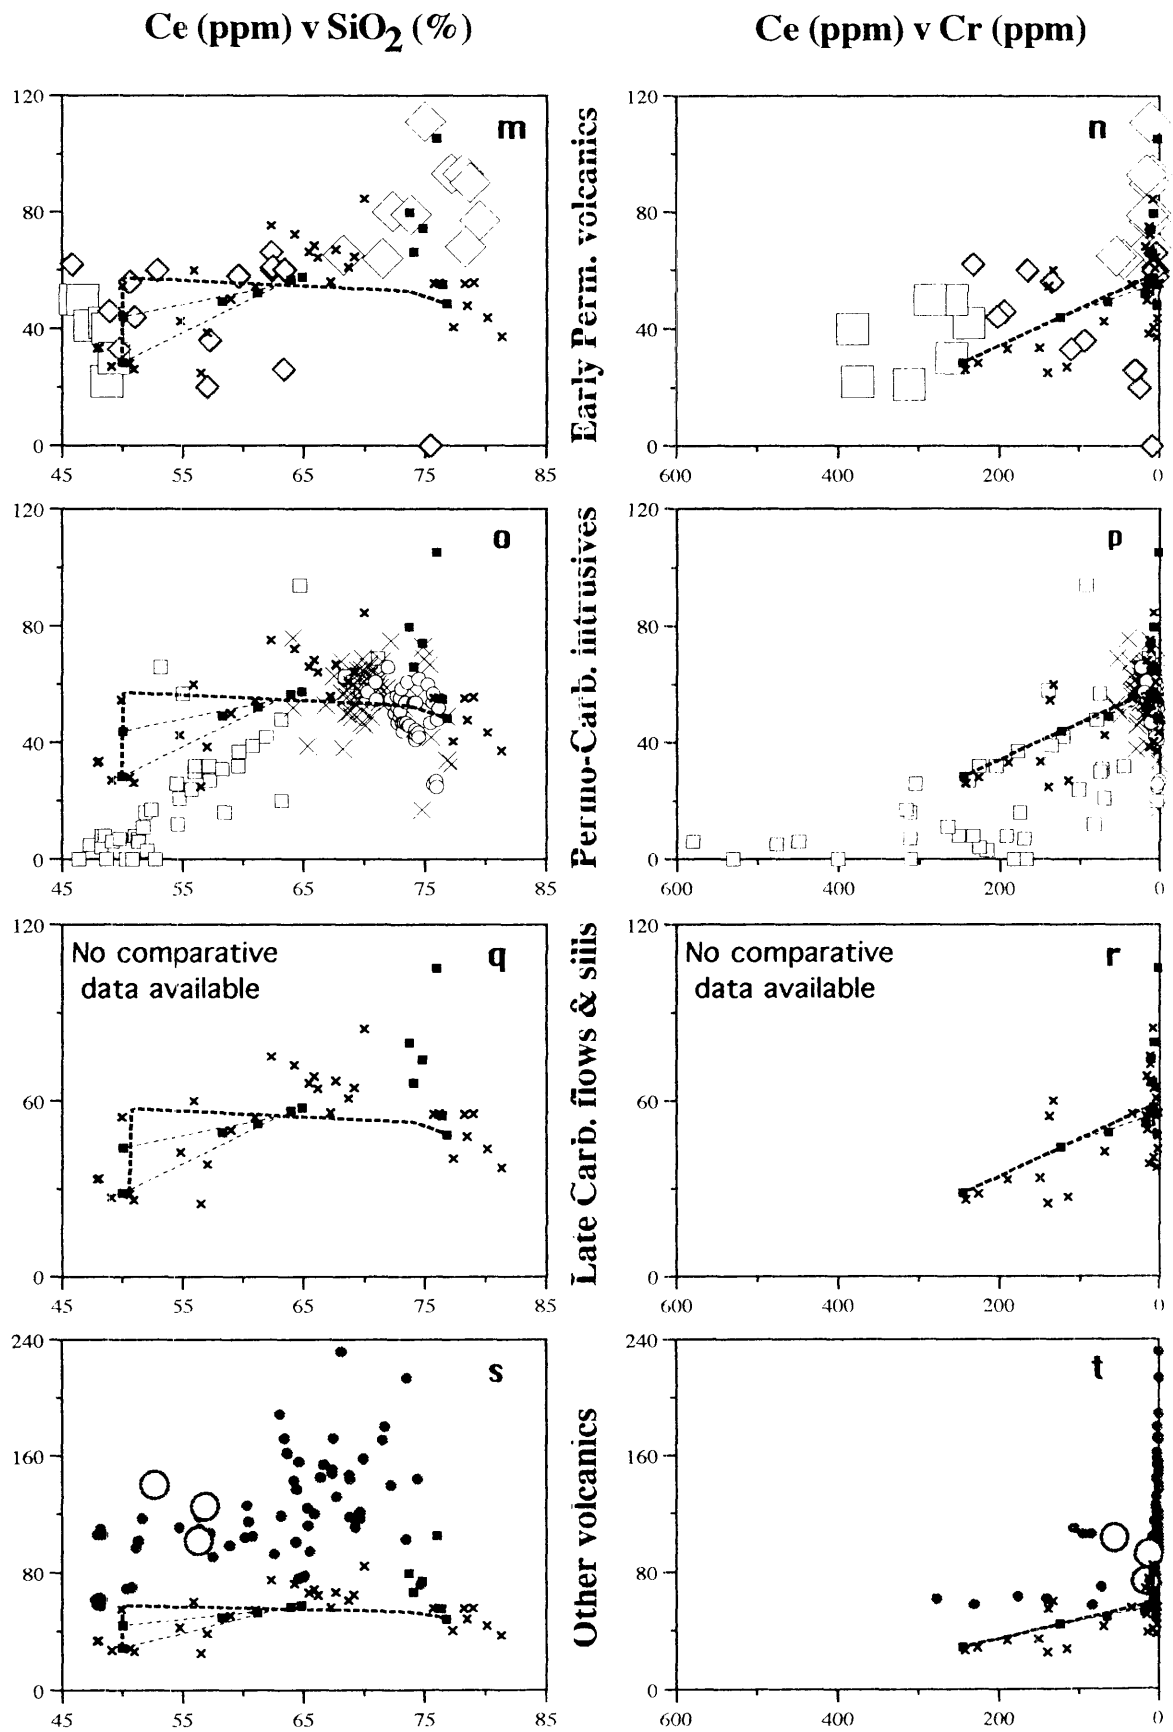 Ce (ppm) v SiO2 (%)
Ce (ppm) v Cr (ppm)
120
80
40
0
45 55 65 75 85
m
Early Perm. volcanics
120
80
40
0
600 400 200 0
n
120
80
40
0
45 55 65 75 85
o
Permo-Carb. intrusives
120
80
40
0
600 400 200 0
p
120
60
0
45 55 65 75 85
No comparative
data available
q
Late Carb. flows & sills
120
60
0
600 400 200 0
No comparative
data available
r
240
160
80
0
45 55 65 75 85
s
Other volcanics
240
160
80
0
600 400 200 0
t